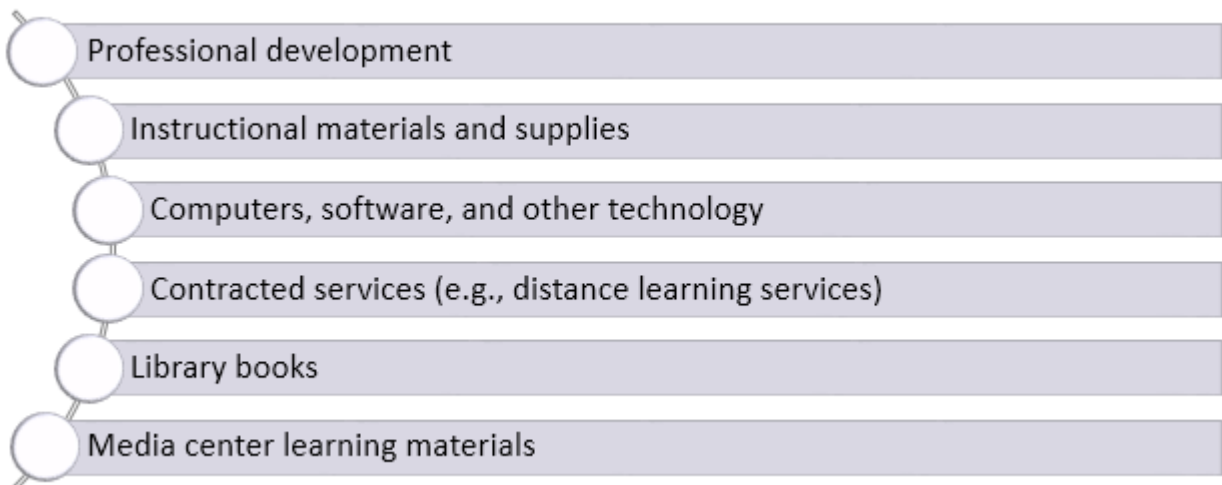 Professional development
Instructional materials and supplies
Computers, software, and other technology
Contracted services (e.g., distance learning services)
Library books
Media center learning materials